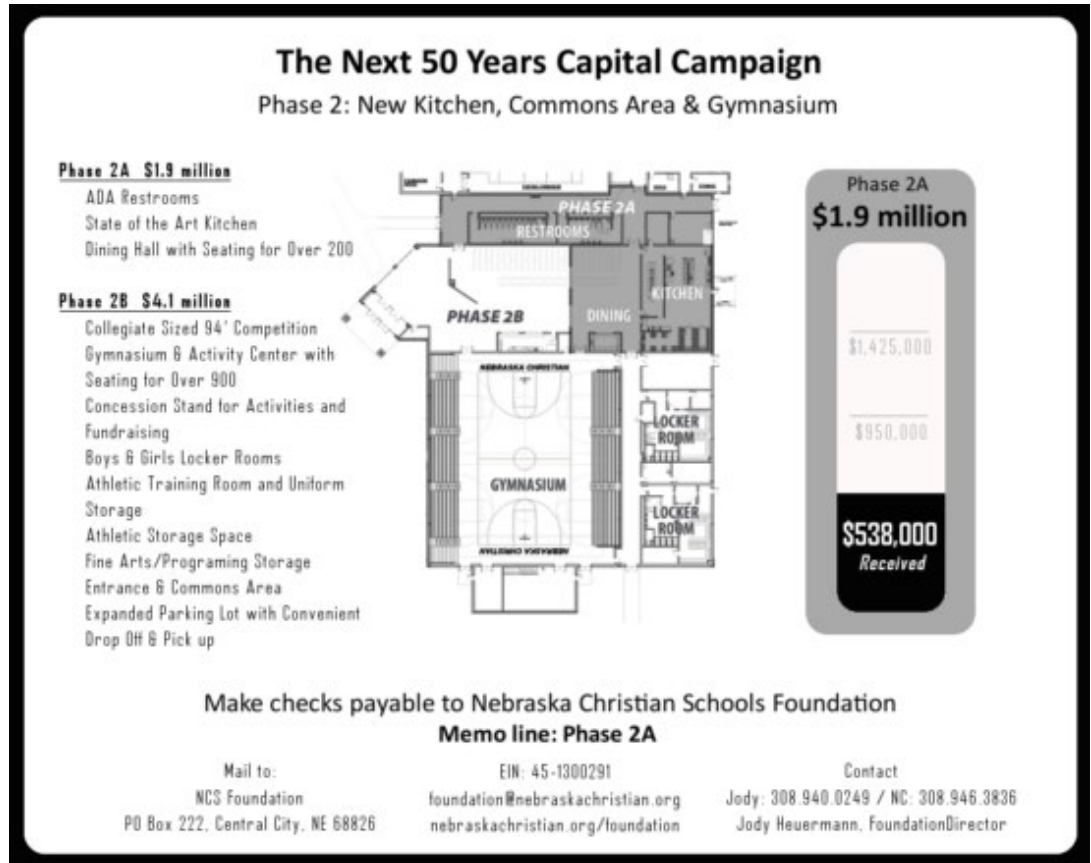 The Next 50 Years Capital Campaign
Phase 2: New Kitchen, Commons Area & Gymnasium
Phase 2A $1.9 million
ADA Restrooms
State of the Art Kitchen
Dining Hall with Seating for Over 200
Phase 2B $4.1 million
Collegiate Sized 94' Competition
Gymnasium & Activity Center with
Seating for Over 900
Concession Stand for Activities and
Fundraising
Boys & Girls Locker Rooms
Athletic Training Room and Uniform
Storage
Athletic Storage Space
Fine Arts/Programing Storage
Entrance & Commons Area
Expanded Parking Lot with Convenient
Drop Off & Pick up
PHASE 2A
RESTROOMS
KITCHEN
PHASE 2B
DINING
NEBRASKA CHRISTIAN
LOCKER
ROOM
GYMNASIUM
LOCKER
ROOM
NEBRASKA CHRISTIAN
Phase 2A
$1.9 million
$1,425,000
$950,000
$538,000
Received
Make checks payable to Nebraska Christian Schools Foundation
Memo line: Phase 2A
Mail to:
NCS Foundation
PO Box 222, Central City, NE 68826
EIN: 45-1300291
foundation@nebraskachristian.org
nebraskachristian.org/foundation
Contact
Jody: 308.940.0249 / NC: 308.946.3836
Jody Heuermann, FoundationDirector